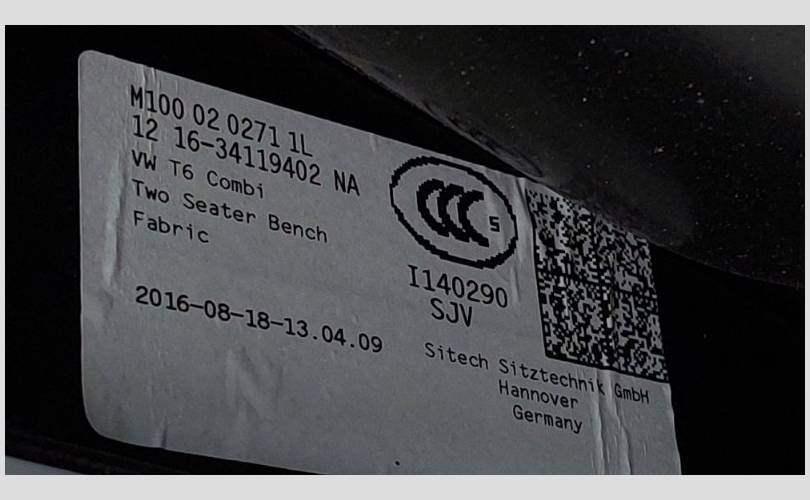 M100 02 0271 1L
12 16-34119402 NA
VW T6 Combi
Two Seater Bench
Fabric
2016-08-18-13.04.09
CCC S
I140290
SJV
Sitech Sitztechnik GmbH
Hannover
Germany